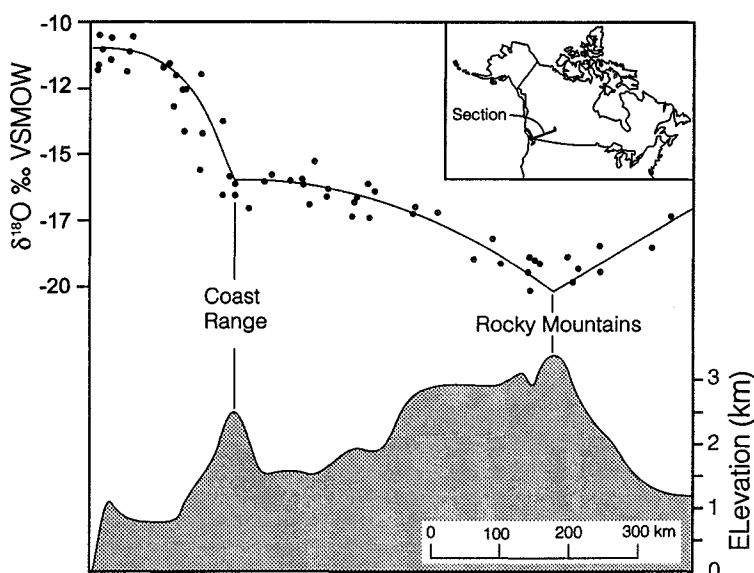 -10
-12
-15
-17
-20
δ¹⁸O ‰ VSMOW
Section
Coast
Range
Rocky Mountains
3
2
1
0
ELevation (km)
0 100 200 300 km